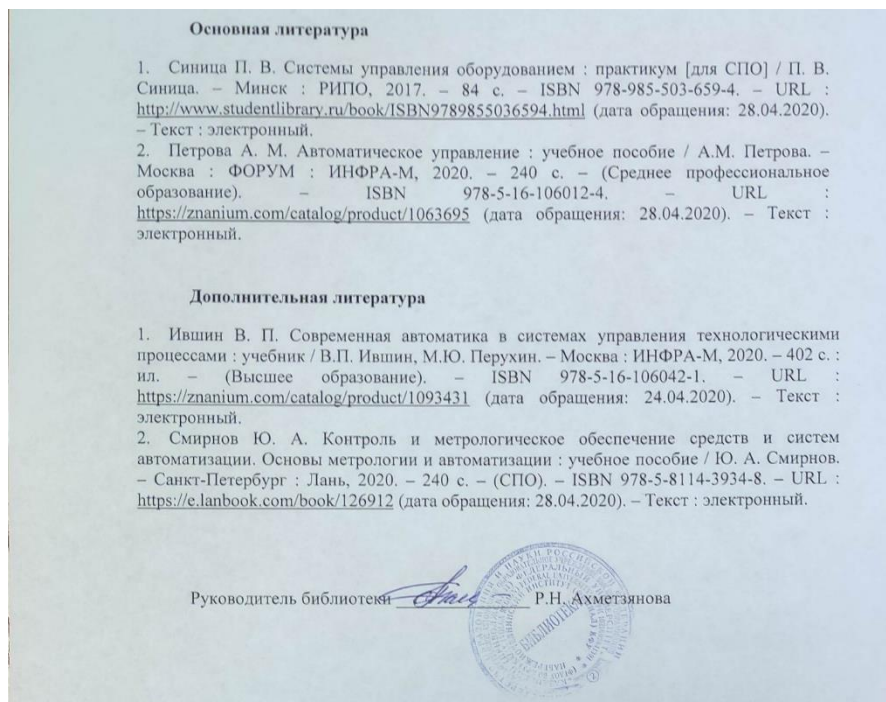 Основная литература
1. Синица П. В. Системы управления оборудованием : практикум [для СПО] / П. В.
Синица. – Минск : РИПО, 2017. – 84 с. – ISBN 978-985-503-659-4. – URL :
http://www.studentlibrary.ru/book/ISBN9789855036594.html (дата обращения: 28.04.2020).
– Текст : электронный.
2. Петрова А. М. Автоматическое управление : учебное пособие / А.М. Петрова. –
Москва : ФОРУМ : ИНФРА-М, 2020. – 240 с. – (Среднее профессиональное
образование). – ISBN 978-5-16-106012-4. – URL :
https://znanium.com/catalog/product/1063695 (дата обращения: 28.04.2020). – Текст :
электронный.
Дополнительная литература
1. Ившин В. П. Современная автоматика в системах управления технологическими
процессами : учебник / В.П. Ившин, М.Ю. Перухин. – Москва : ИНФРА-М, 2020. – 402 с. :
ил. – (Высшее образование). – ISBN 978-5-16-106042-1. – URL :
https://znanium.com/catalog/product/1093431 (дата обращения: 24.04.2020). – Текст :
электронный.
2. Смирнов Ю. А. Контроль и метрологическое обеспечение средств и систем
автоматизации. Основы метрологии и автоматизации : учебное пособие / Ю. А. Смирнов.
– Санкт-Петербург : Лань, 2020. – 240 с. – (СПО). – ISBN 978-5-8114-3934-8. – URL :
https://e.lanbook.com/book/126912 (дата обращения: 28.04.2020). – Текст : электронный.
Руководитель библиотеки Р.Н. Ахметзянова
БИБЛИОТЕКА